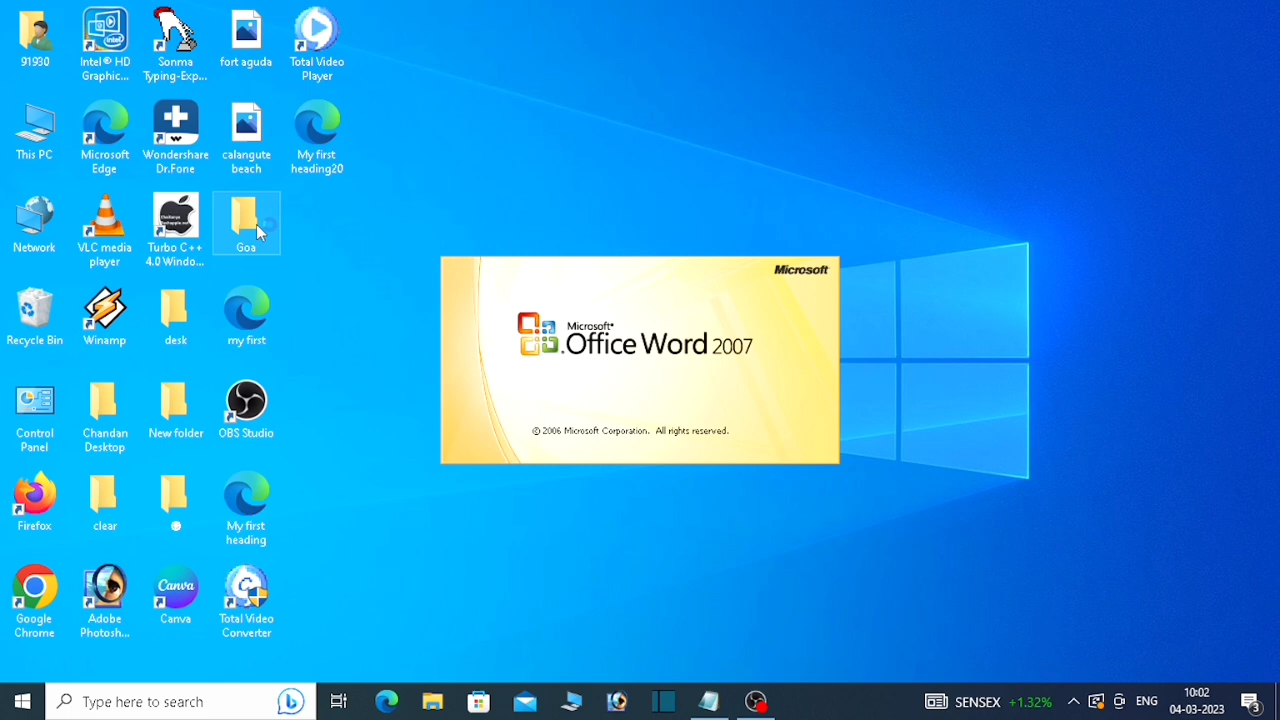 91930
Intel® HD
Graphic...
Sonma
Typing-Exp...
fort aguda
Total Video
Player
This PC
Microsoft
Edge
Wondershare
Dr.Fone
calangute
beach
My first
heading20
Network
VLC media
player
Turbo C++
4.0 Windo...
Goa
Recycle Bin
Winamp
desk
my first
Control
Panel
Chandan
Desktop
New folder
OBS Studio
Firefox
clear
My first
heading
Google
Chrome
Adobe
Photosh...
Canva
Canva
Total Video
Converter
Microsoft
Microsoft®
Office Word 2007
© 2006 Microsoft Corporation. All rights reserved.
Type here to search
SENSEX +1.32%
ENG
10:02
04-03-2023
3